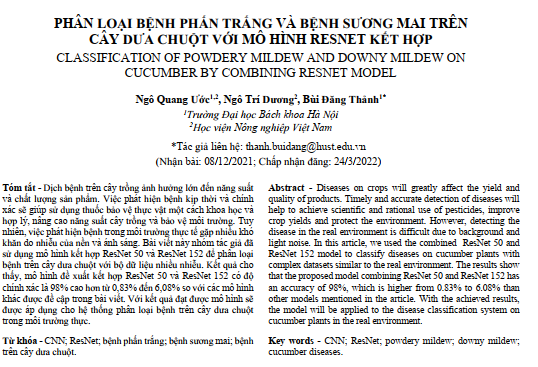 PHÂN LOẠI BỆNH PHẤN TRẮNG VÀ BỆNH SƯƠNG MAI TRÊN
CÂY DƯA CHUỘT VỚI MÔ HÌNH RESNET KẾT HỢP
CLASSIFICATION OF POWDERY MILDEW AND DOWNY MILDEW ON
CUCUMBER BY COMBINING RESNET MODEL
Ngô Quang Ước1,2, Ngô Trí Dương2, Bùi Đăng Thảnh1*
1Trường Đại học Bách khoa Hà Nội
2Học viện Nông nghiệp Việt Nam
*Tác giả liên hệ: thanh.buidang@hust.edu.vn
(Nhận bài: 08/12/2021; Chấp nhận đăng: 24/3/2022)
Tóm tắt - Dịch bệnh trên cây trồng ảnh hưởng lớn đến năng suất
và chất lượng sản phẩm. Việc phát hiện bệnh kịp thời và chính
xác sẽ giúp sử dụng thuốc bảo vệ thực vật một cách khoa học và
hợp lý, nâng cao năng suất cây trồng và bảo vệ môi trường. Tuy
nhiên, việc phát hiện bệnh trong môi trường thực tế gặp nhiều khó
khăn do nhiễu của nền và ánh sáng. Bài viết này nhóm tác giả đã
sử dụng mô hình kết hợp ResNet 50 và ResNet 152 để phân loại
bệnh trên cây dưa chuột với bộ dữ liệu nhiều nhiễu. Kết quả cho
thấy, mô hình đề xuất kết hợp ResNet 50 và ResNet 152 có độ
chính xác là 98% cao hơn từ 0,83% đến 6,08% so với các mô hình
khác được đề cập trong bài viết. Với kết quả đạt được mô hình sẽ
được áp dụng cho hệ thống phân loại bệnh trên cây dưa chuột
trong môi trường thực.
Từ khóa - CNN; ResNet; bệnh phấn trắng; bệnh sương mai; bệnh
trên cây dưa chuột.
Abstract - Diseases on crops will greatly affect the yield and
quality of products. Timely and accurate detection of diseases will
help to achieve scientific and rational use of pesticides, improve
crop yields and protect the environment. However, detecting the
disease in the real environment is difficult due to background and
light noise. In this article, we used the combined ResNet 50 and
ResNet 152 model to classify diseases on cucumber plants with
complex datasets similar to the real environment. The results show
that the proposed combined ResNet 50 and ResNet 152 model has
an accuracy of 98%, which is higher from 0.83% to 6.08% than
other models mentioned in the article. With the achieved results,
the model will be applied to the disease classification system on
cucumber plants in the real environment.
Key words - CNN; ResNet; powdery mildew; downy mildew;
cucumber diseases.